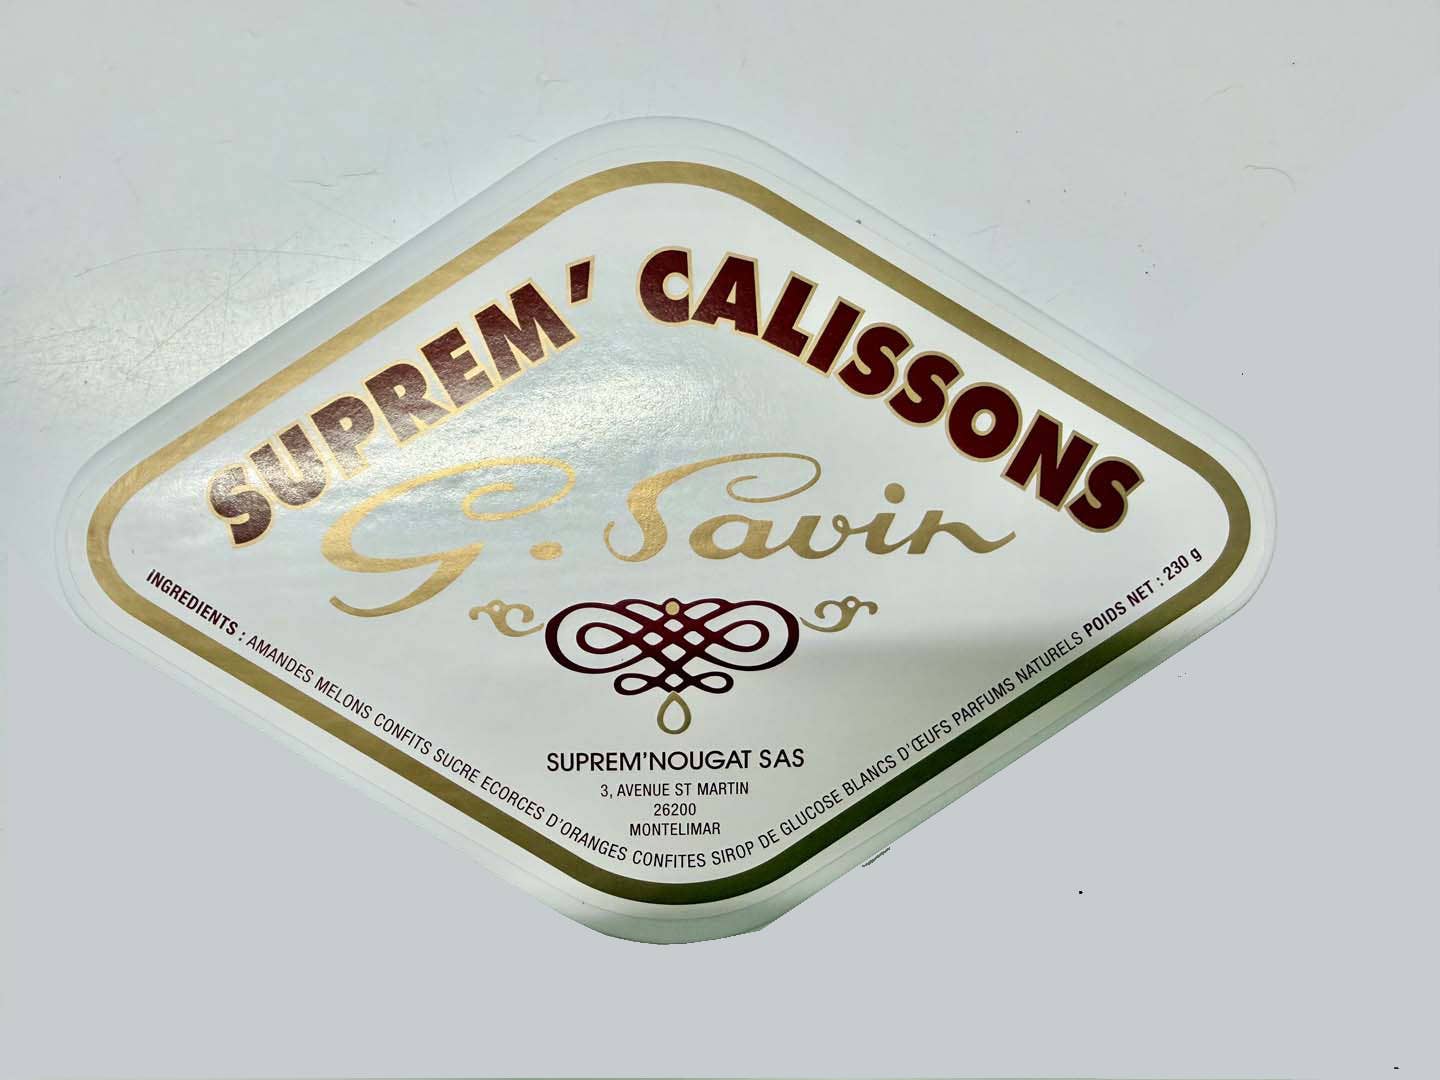 SUPREM' CALISSONS
G. Savin
SUPREM'NOUGAT SAS
3, AVENUE ST MARTIN
26200
MONTELIMAR
INGREDIENTS : AMANDES MELONS CONFITS SUCRE ECORCES D'ORANGES CONFITES SIROP DE GLUCOSE BLANCS D'ŒUFS PARFUMS NATURELS POIDS NET : 230 g